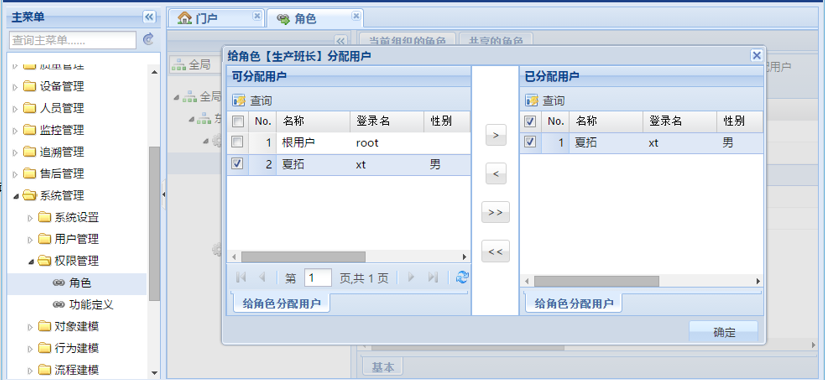 主菜单
门户
角色
查询主菜单......
设备管理
人员管理
监控管理
追溯管理
售后管理
系统管理
系统设置
用户管理
权限管理
角色
功能定义
对象建模
行为建模
流程建模
当前组织的角色
共享的角色
全局
全局
给角色【生产班长】分配用户
可分配用户
查询
No. 名称 登录名 性别
1 根用户 root
2 夏拓 xt 男
第 1 页,共 1 页
给角色分配用户
>
<
>>
<<
已分配用户
查询
No. 名称 登录名 性别
1 夏拓 xt 男
给角色分配用户
确定
基本